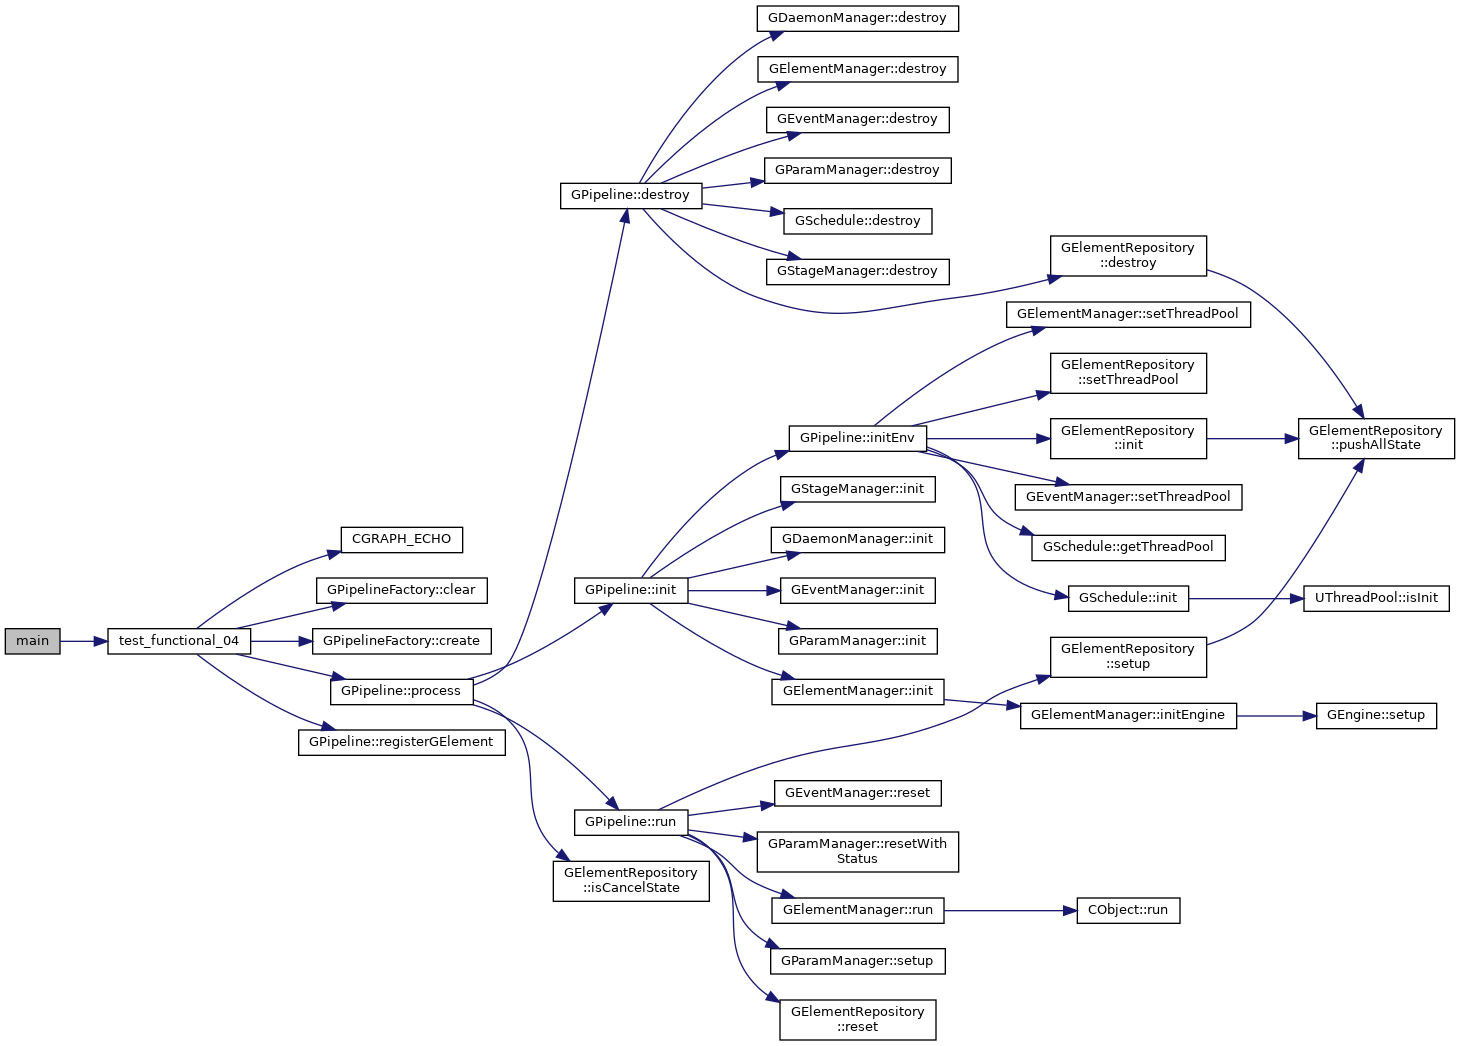 GDaemonManager::destroy
GElementManager::destroy
GEventManager::destroy
GParamManager::destroy
GPipeline::destroy
GSchedule::destroy
GElementRepository
::destroy
GStageManager::destroy
GElementManager::setThreadPool
GElementRepository
::setThreadPool
GPipeline::initEnv
GElementRepository
::init
GElementRepository
::pushAllState
GStageManager::init
GEventManager::setThreadPool
CGRAPH_ECHO
GDaemonManager::init
GSchedule::getThreadPool
GPipelineFactory::clear
GPipeline::init
GEventManager::init
GSchedule::init
UThreadPool::isInit
main
test_functional_04
GPipelineFactory::create
GParamManager::init
GElementRepository
::setup
GPipeline::process
GElementManager::init
GElementManager::initEngine
GEngine::setup
GPipeline::registerGElement
GEventManager::reset
GPipeline::run
GParamManager::resetWith
Status
GElementRepository
::isCancelState
GElementManager::run
CObject::run
GParamManager::setup
GElementRepository
::reset